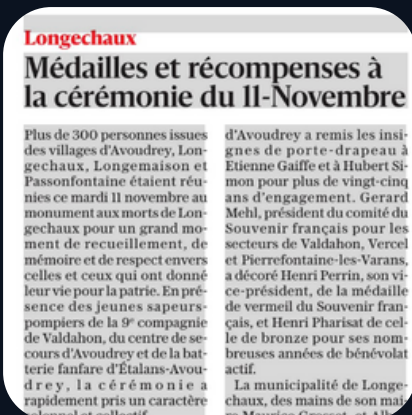 Longechaux
Médailles et récompenses à
la cérémonie du 11-Novembre
Plus de 300 personnes issues
des villages d'Avoudrey, Lon-
gechaux, Longemaison et
Passonfontaine étaient réu-
nies ce mardi 11 novembre au
monument aux morts de Lon-
gechaux pour un grand mo-
ment de recueillement, de
mémoire et de respect envers
celles et ceux qui ont donné
leur vie pour la patrie. En pré-
sence des jeunes sapeurs-
pompiers de la 9e compagnie
de Valdahon, du centre de se-
cours d'Avoudrey et de la bat-
terie fanfare d'Étalans-Avou-
drey, la cérémonie a
rapidement pris un caractère
solennel et collectif.
d'Avoudrey a remis les insi-
gnes de porte-drapeau à
Etienne Gaiffe et à Hubert Si-
mon pour plus de vingt-cinq
ans d'engagement. Gerard
Mehl, président du comité du
Souvenir français pour les
secteurs de Valdahon, Vercel
et Pierrefontaine-les-Varans,
a décoré Henri Perrin, son vi-
ce-président, de la médaille
de vermeil du Souvenir fran-
çais, et Henri Pharisat de cel-
le de bronze pour ses nom-
breuses années de bénévolat
actif.
La municipalité de Longe-
chaux, des mains de son mai-
re Maurice Grosset, et